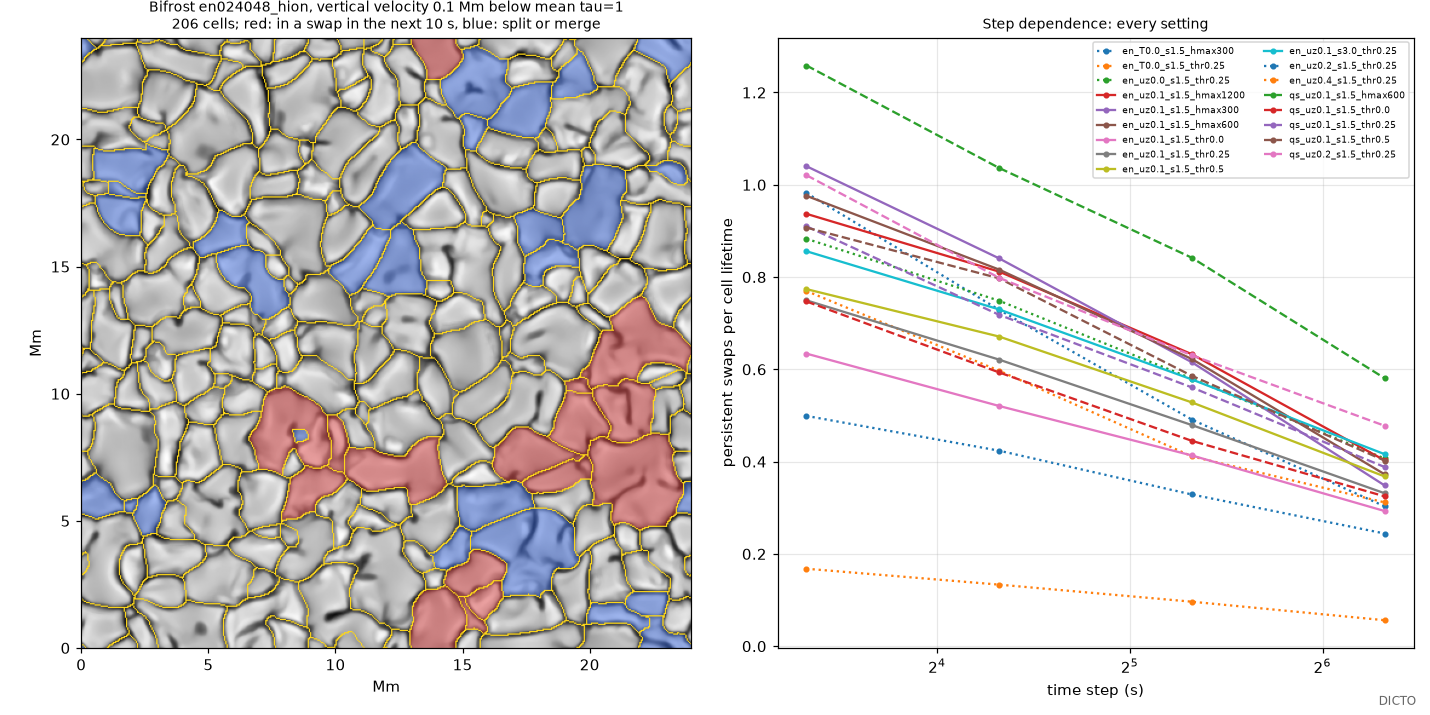 Bifrost en024048_hion, vertical velocity 0.1 Mm below mean tau=1
206 cells; red: in a swap in the next 10 s, blue: split or merge
Mm
20
15
10
5
0
0
5
10
15
20
Mm
Step dependence: every setting
persistent swaps per cell lifetime
1.2
1.0
0.8
0.6
0.4
0.2
0.0
en_T0.0_s1.5_hmax300
en_T0.0_s1.5_thr0.25
en_uz0.0_s1.5_thr0.25
en_uz0.1_s1.5_hmax1200
en_uz0.1_s1.5_hmax300
en_uz0.1_s1.5_hmax600
en_uz0.1_s1.5_thr0.0
en_uz0.1_s1.5_thr0.25
en_uz0.1_s1.5_thr0.5
en_uz0.1_s3.0_thr0.25
en_uz0.2_s1.5_thr0.25
en_uz0.4_s1.5_thr0.25
qs_uz0.1_s1.5_hmax600
qs_uz0.1_s1.5_thr0.0
qs_uz0.1_s1.5_thr0.25
qs_uz0.1_s1.5_thr0.5
qs_uz0.2_s1.5_thr0.25
2⁴
2⁵
2⁶
time step (s)
DICTO